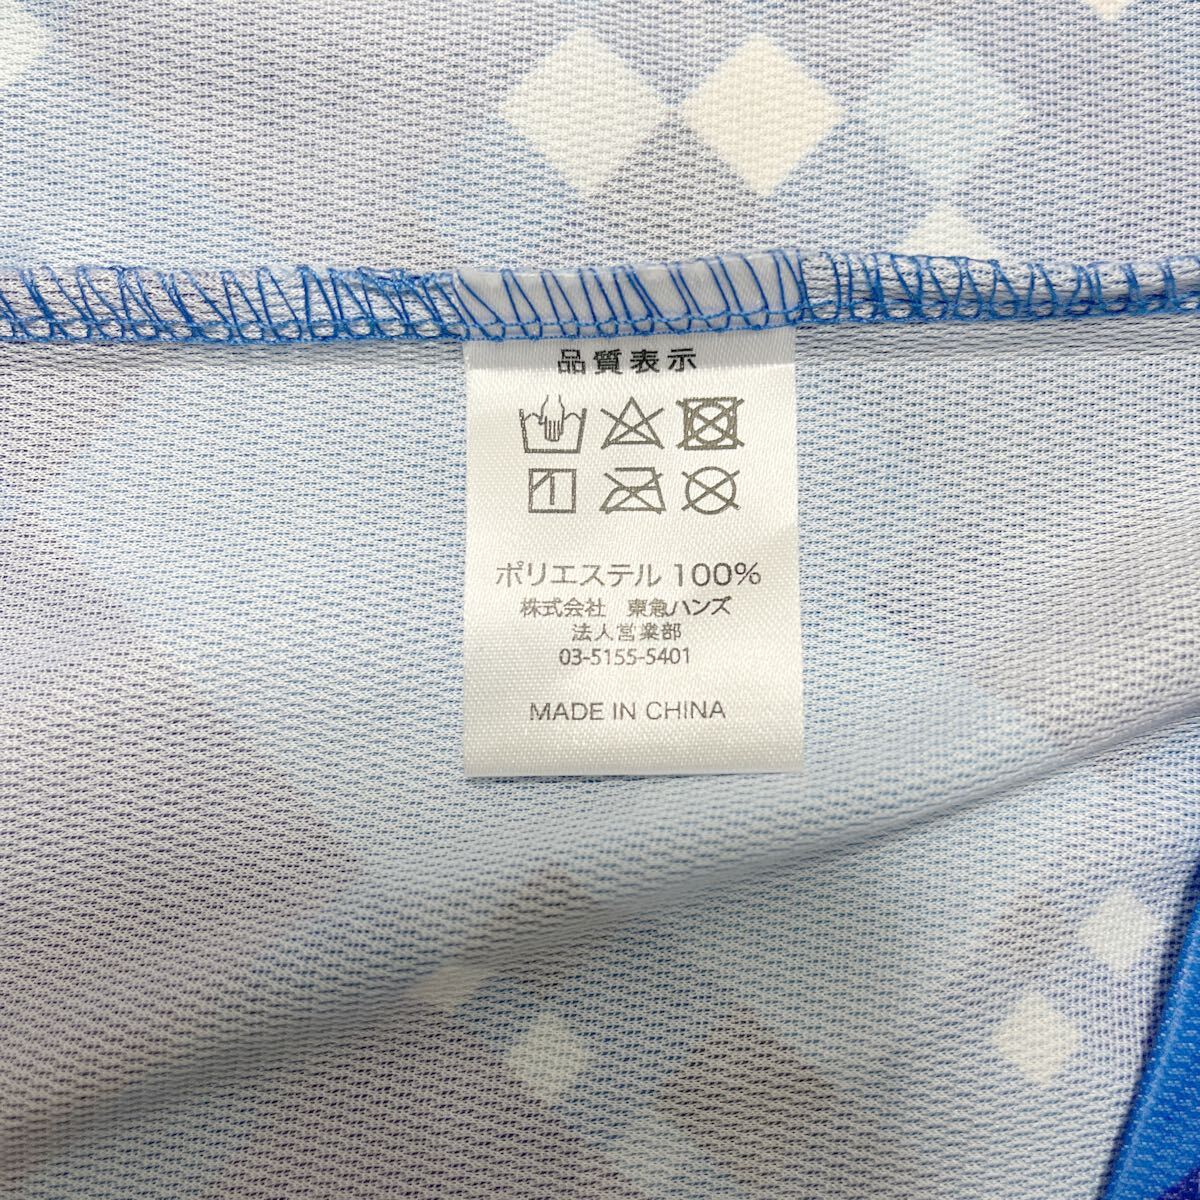 品質表示
ポリエステル 100%
株式会社　東急ハンズ
法人営業部
03-5155-5401
MADE IN CHINA